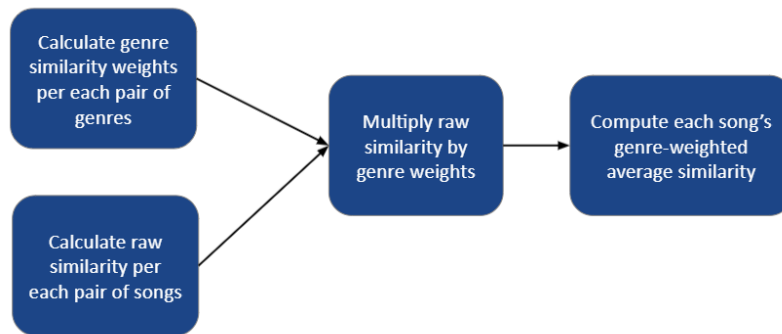 Calculate genre
similarity weights
per each pair of
genres
Calculate raw
similarity per
each pair of songs
Multiply raw
similarity by
genre weights
Compute each song's
genre-weighted
average similarity